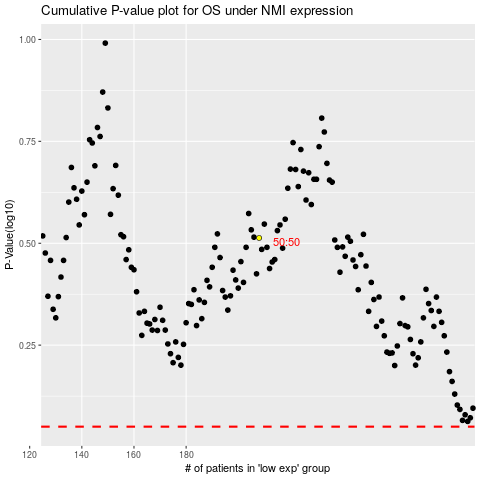 Cumulative P-value plot for OS under NMI expression
P-Value(log10)
1.00
0.75
0.50
0.25
50:50
120 140 160 180
# of patients in 'low exp' group